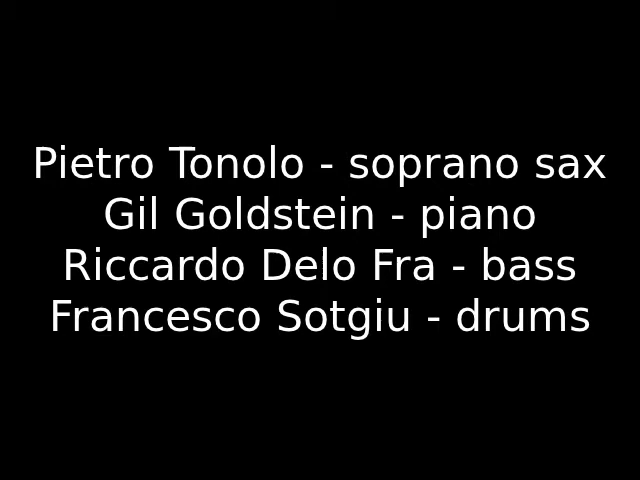 Pietro Tonolo - soprano sax
Gil Goldstein - piano
Riccardo Delo Fra - bass
Francesco Sotgiu - drums